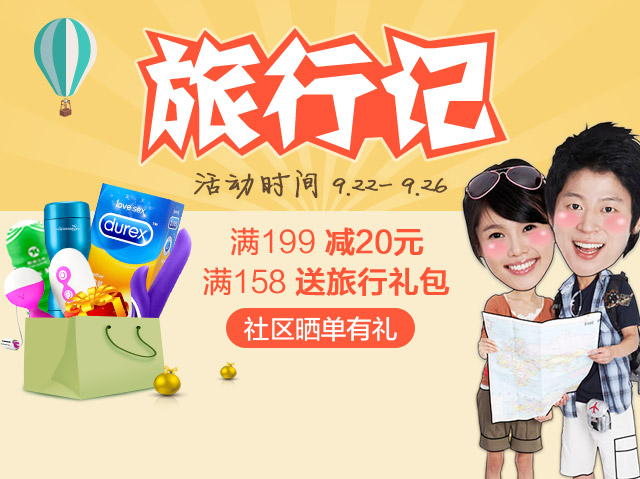 旅行记
活动时间 9.22-9.26
love sex
durex
满199 减20元
满158 送旅行礼包
社区晒单有礼